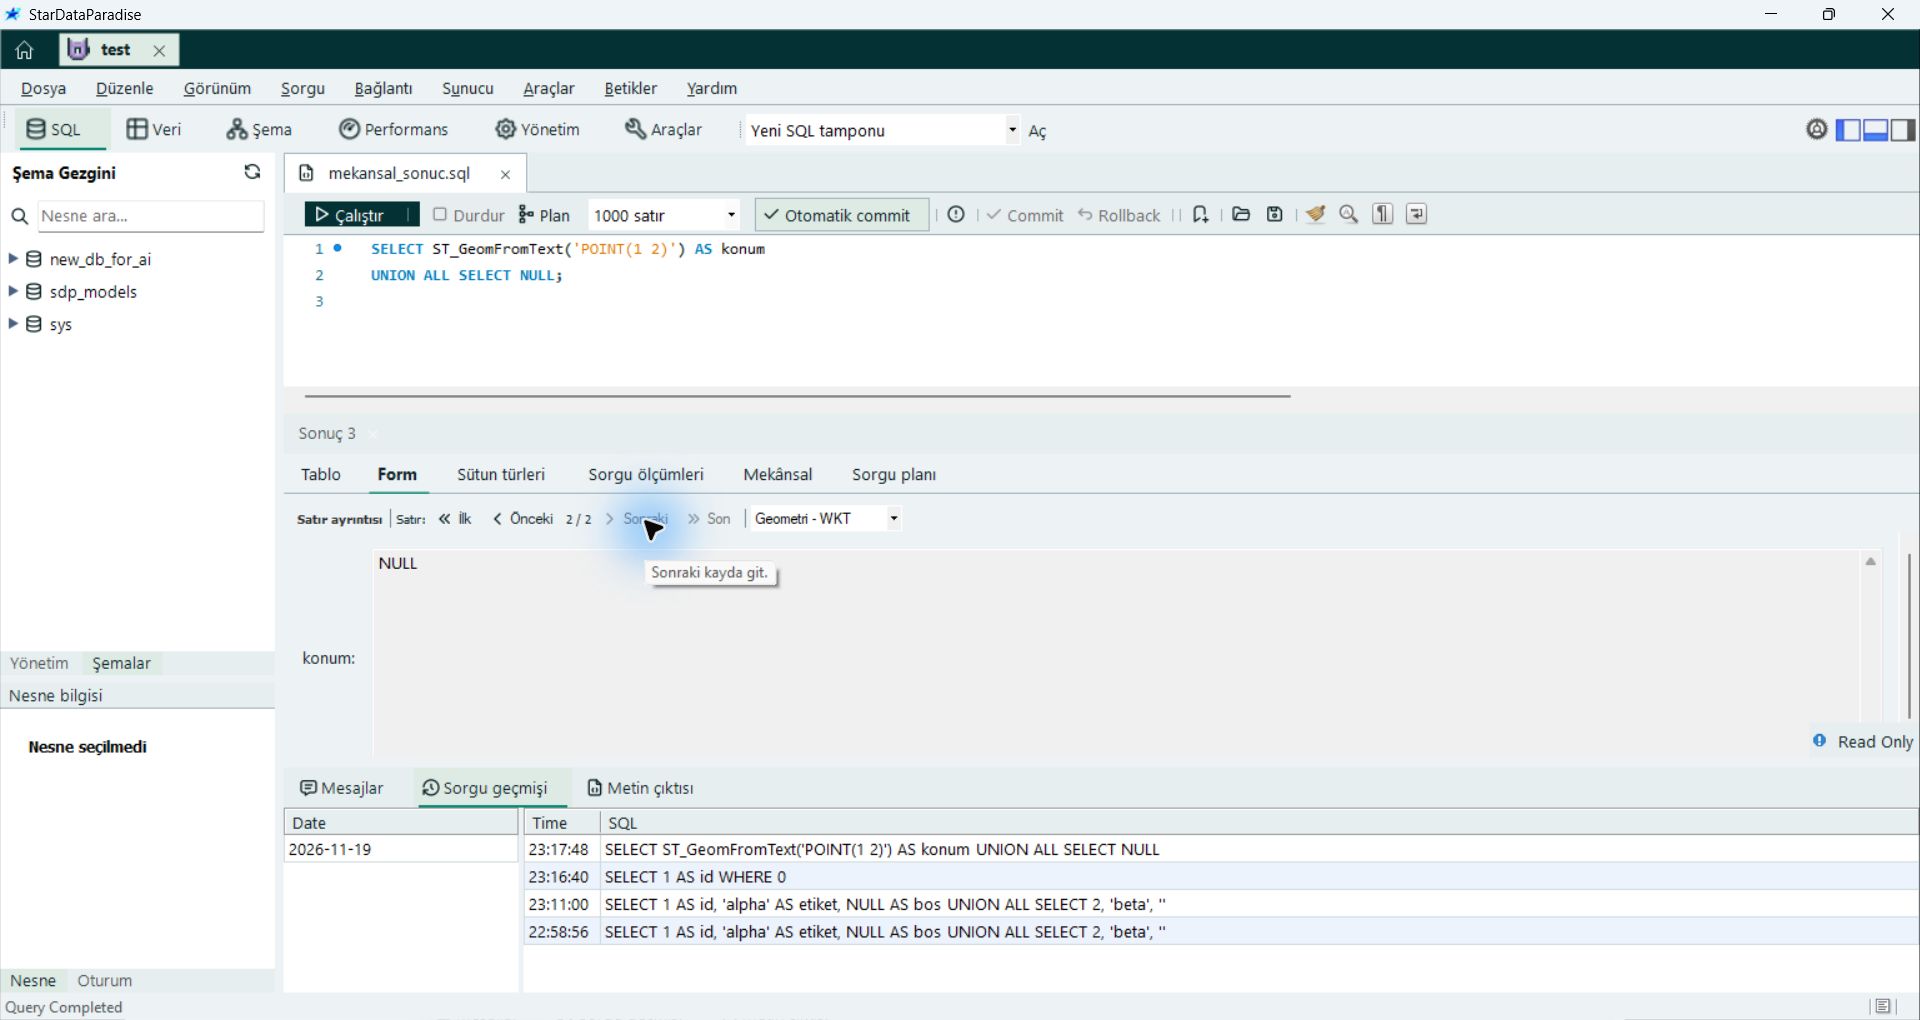 StarDataParadise
test
Dosya Düzenle Görünüm Sorgu Bağlantı Sunucu Araçlar Betikler Yardım
SQL Veri Şema Performans Yönetim Araçlar Yeni SQL tamponu Aç
Şema Gezgini
Nesne ara...
new_db_for_ai
sdp_models
sys
mekansal_sonuc.sql
Çalıştır Durdur Plan 1000 satır Otomatik commit Commit Rollback
1 SELECT ST_GeomFromText('POINT(1 2)') AS konum
2 UNION ALL SELECT NULL;
3
Sonuç 3
Tablo Form Sütun türleri Sorgu ölçümleri Mekânsal Sorgu planı
Satır ayrıntısı Satır: « İlk < Önceki 2 / 2 > Sonraki » Son Geometri - WKT
NULL
Sonraki kayda git.
konum:
Read Only
Yönetim Şemalar
Nesne bilgisi
Nesne seçilmedi
Nesne Oturum
Mesajlar Sorgu geçmişi Metin çıktısı
Date Time SQL
2026-11-19 23:17:48 SELECT ST_GeomFromText('POINT(1 2)') AS konum UNION ALL SELECT NULL
23:16:40 SELECT 1 AS id WHERE 0
23:11:00 SELECT 1 AS id, 'alpha' AS etiket, NULL AS bos UNION ALL SELECT 2, 'beta', ''
22:58:56 SELECT 1 AS id, 'alpha' AS etiket, NULL AS bos UNION ALL SELECT 2, 'beta', ''
Query Completed